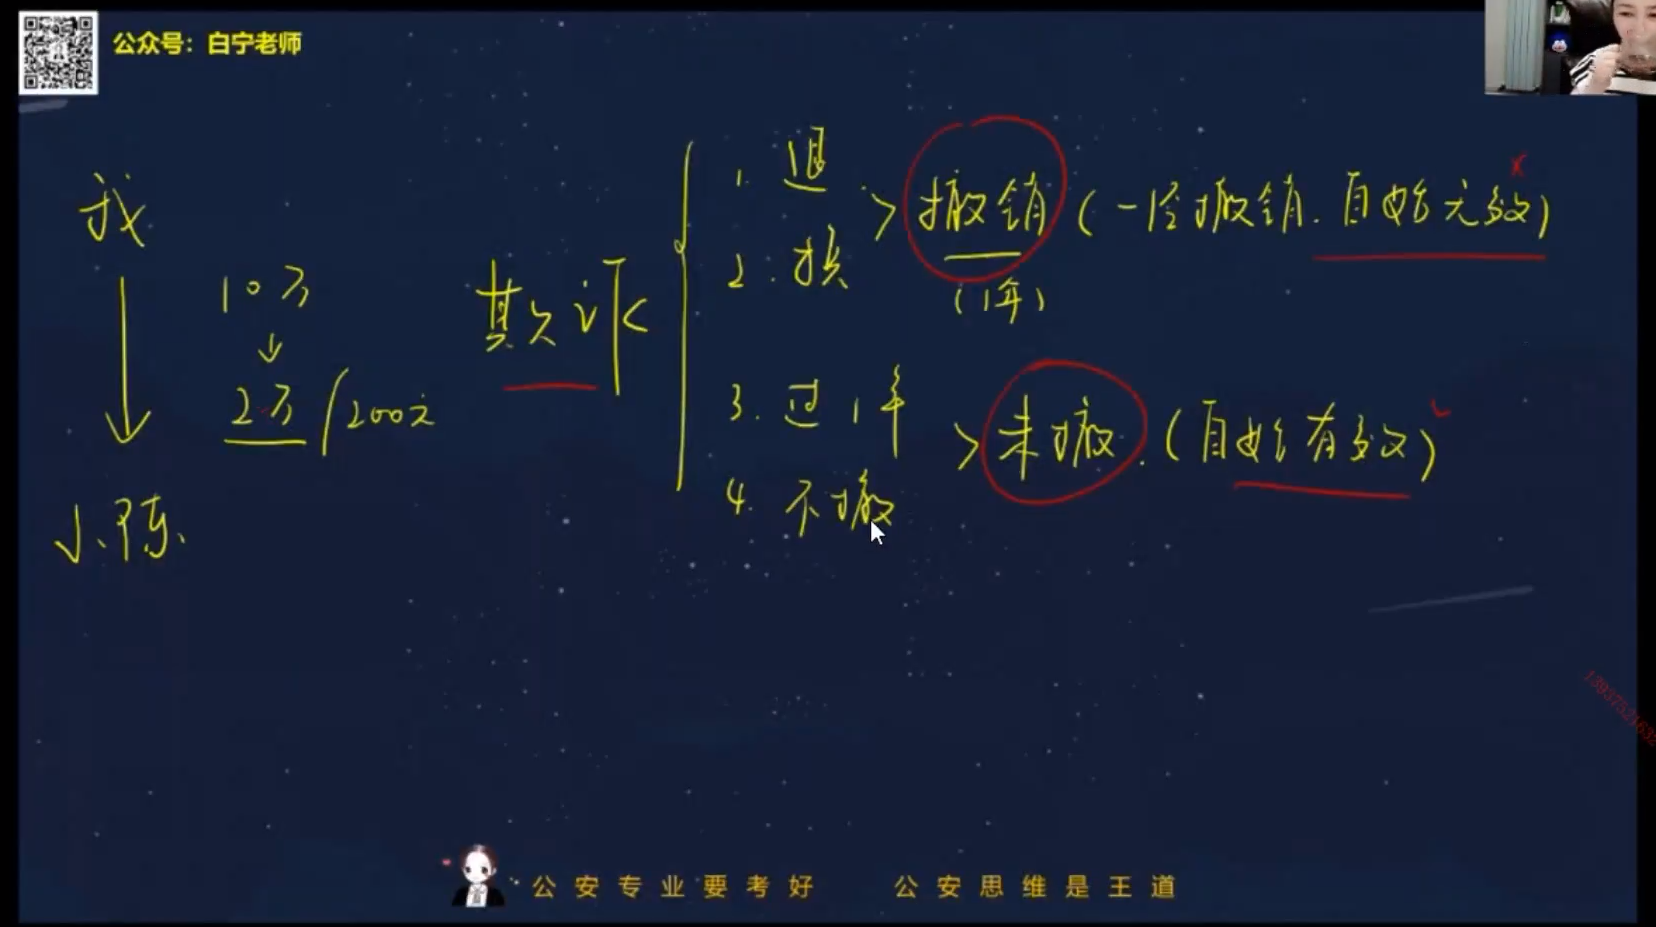 公众号：白宁老师
我
10万
↓
2万/200元
小陈
欺诈
1. 退
2. 换
> 撤销 (一经撤销. 自始无效) ×
(1年)
3. 过1年
4. 不撤
> 未撤. (自始有效) ✓
公安专业要考好 公安思维是王道